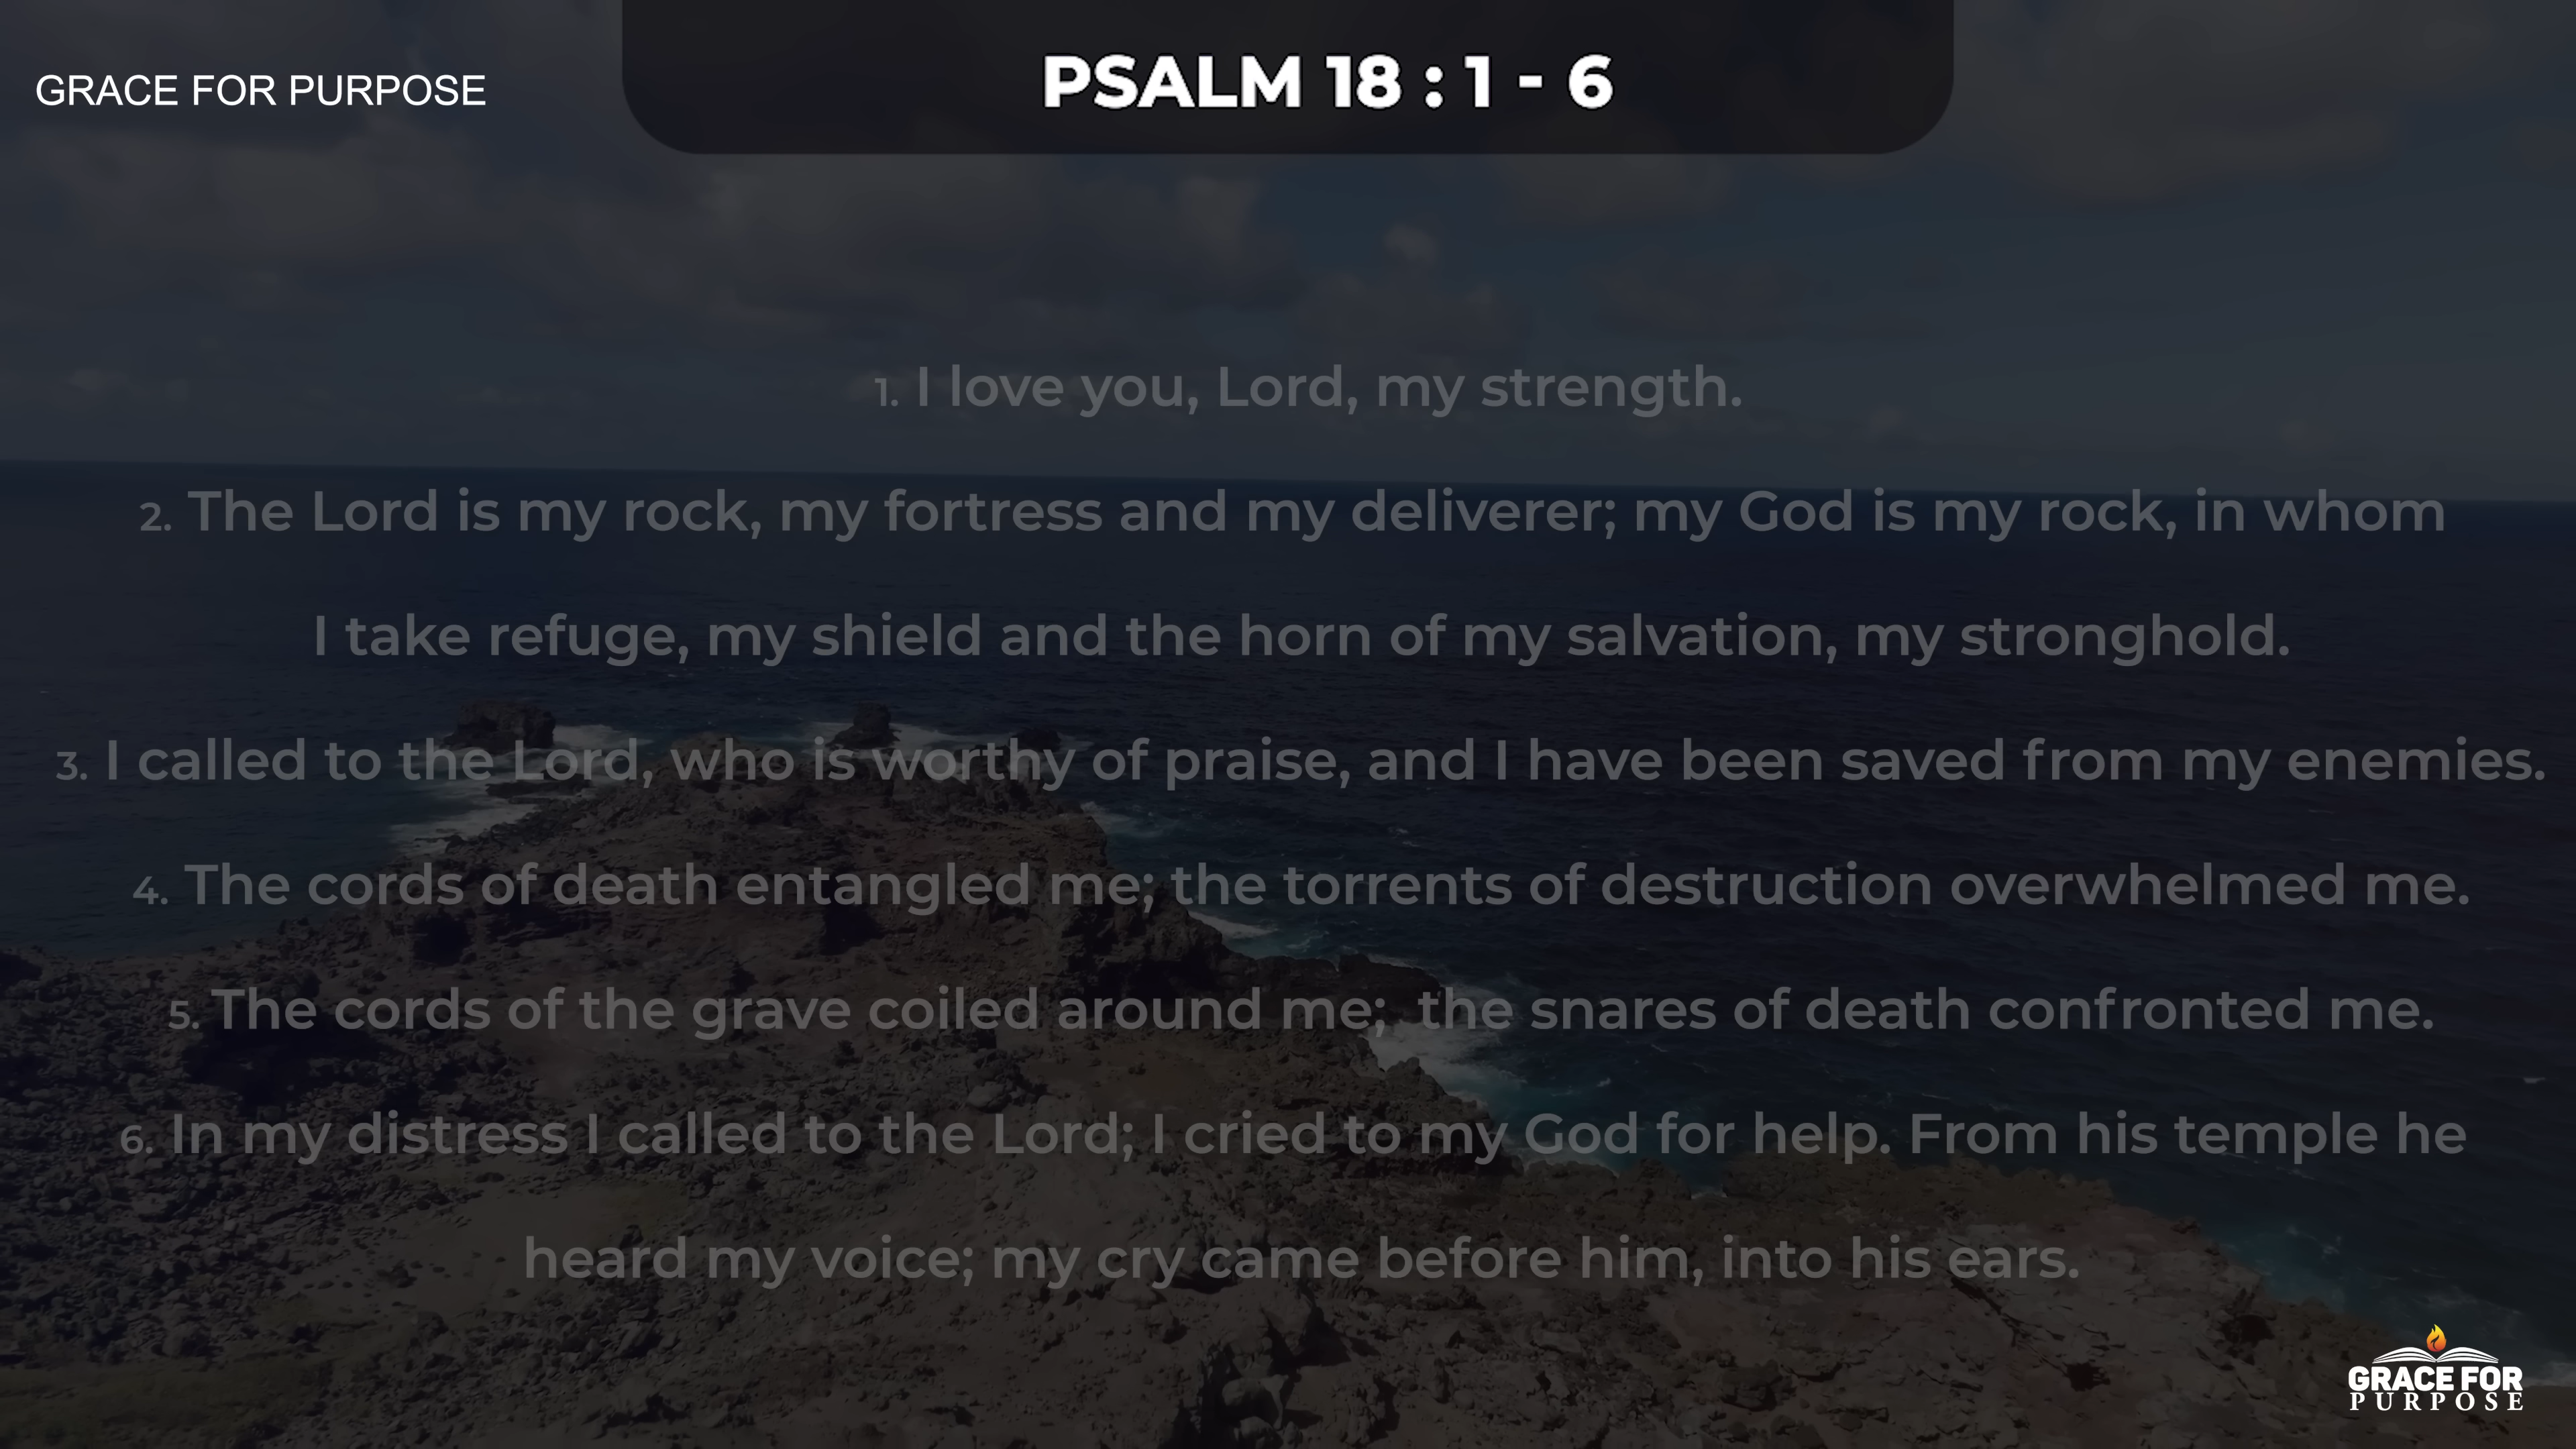 GRACE FOR PURPOSE
PSALM 18 : 1 - 6
1. I love you, Lord, my strength.
2. The Lord is my rock, my fortress and my deliverer; my God is my rock, in whom
I take refuge, my shield and the horn of my salvation, my stronghold.
3. I called to the Lord, who is worthy of praise, and I have been saved from my enemies.
4. The cords of death entangled me; the torrents of destruction overwhelmed me.
5. The cords of the grave coiled around me; the snares of death confronted me.
6. In my distress I called to the Lord; I cried to my God for help. From his temple he
heard my voice; my cry came before him, into his ears.
GRACE FOR
PURPOSE